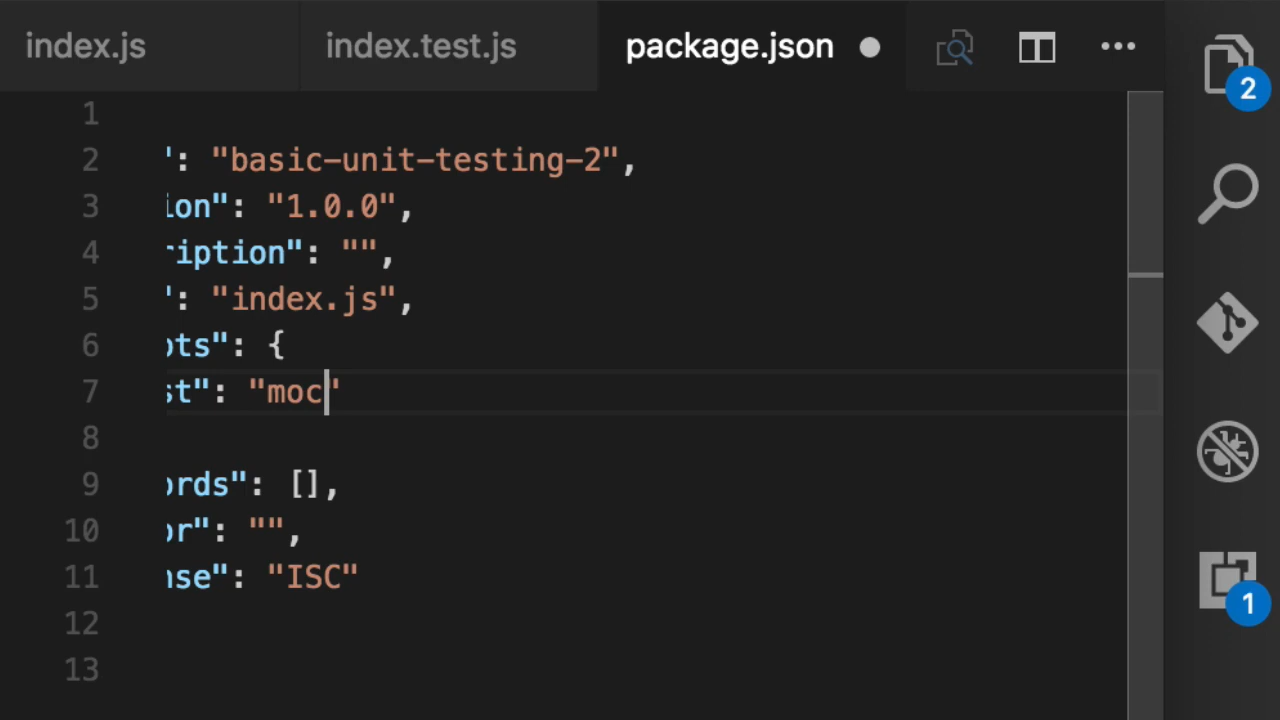 index.js index.test.js package.json
2
1
1
2 ": "basic-unit-testing-2",
3 ion": "1.0.0",
4 ription": "",
5 ": "index.js",
6 pts": {
7 st": "moc"
8
9 ords": [],
10 or": "",
11 nse": "ISC"
12
13